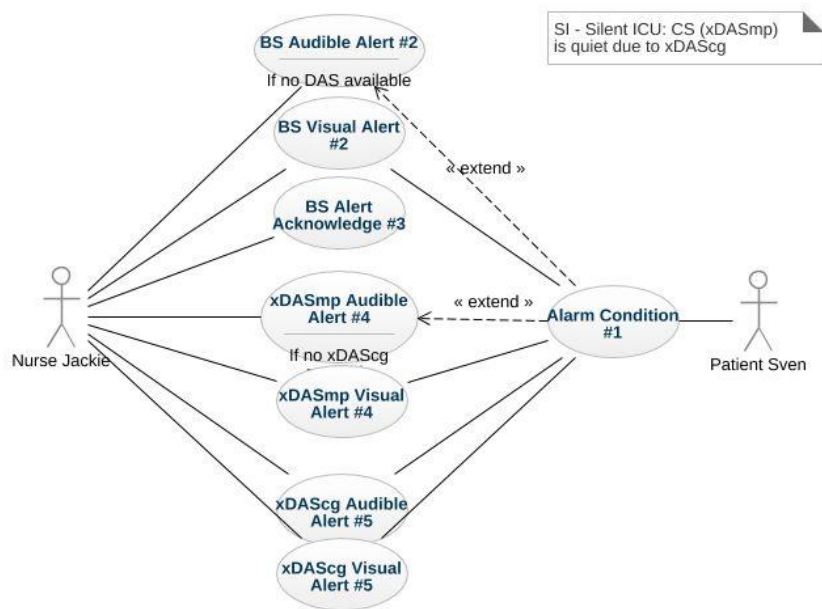 SI - Silent ICU: CS (xDASmp)
is quiet due to xDAScg
BS Audible Alert #2
If no DAS available
BS Visual Alert
#2
« extend »
BS Alert
Acknowledge #3
xDASmp Audible
Alert #4
« extend »
Alarm Condition
#1
If no xDAScg
Nurse Jackie
Patient Sven
xDASmp Visual
Alert #4
xDAScg Audible
Alert #5
xDAScg Visual
Alert #5